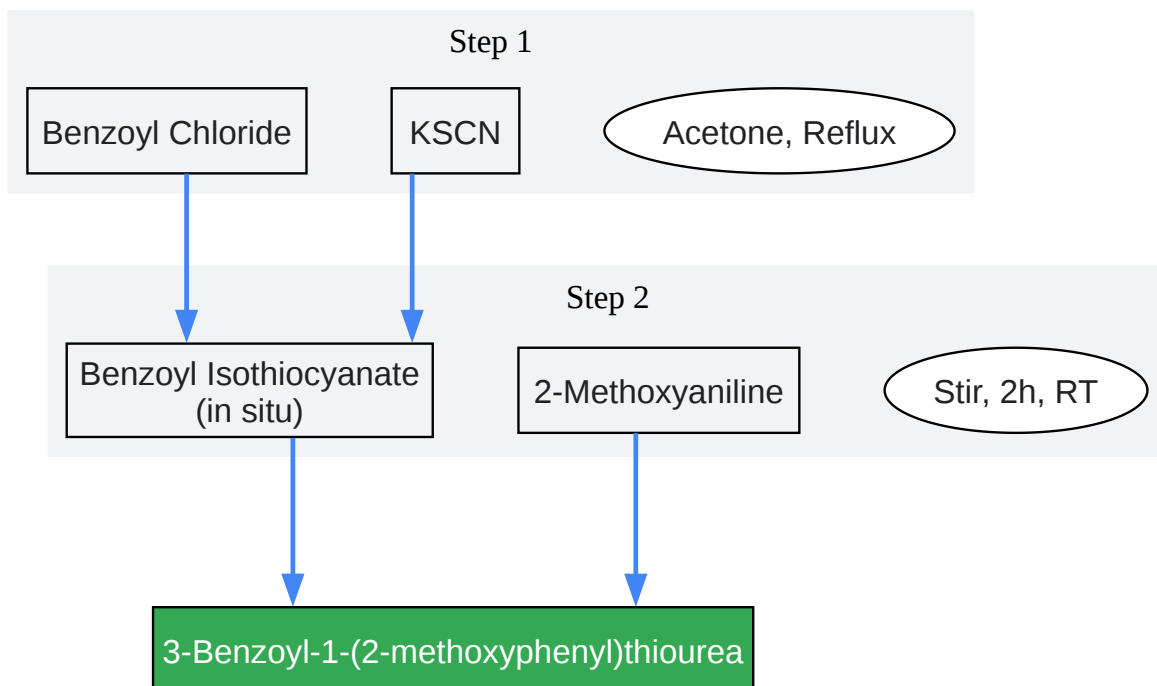 Step 1
Benzoyl Chloride
KSCN
Acetone, Reflux
Step 2
Benzoyl Isothiocyanate
(in situ)
2-Methoxyaniline
Stir, 2h, RT
3-Benzoyl-1-(2-methoxyphenyl)thiourea